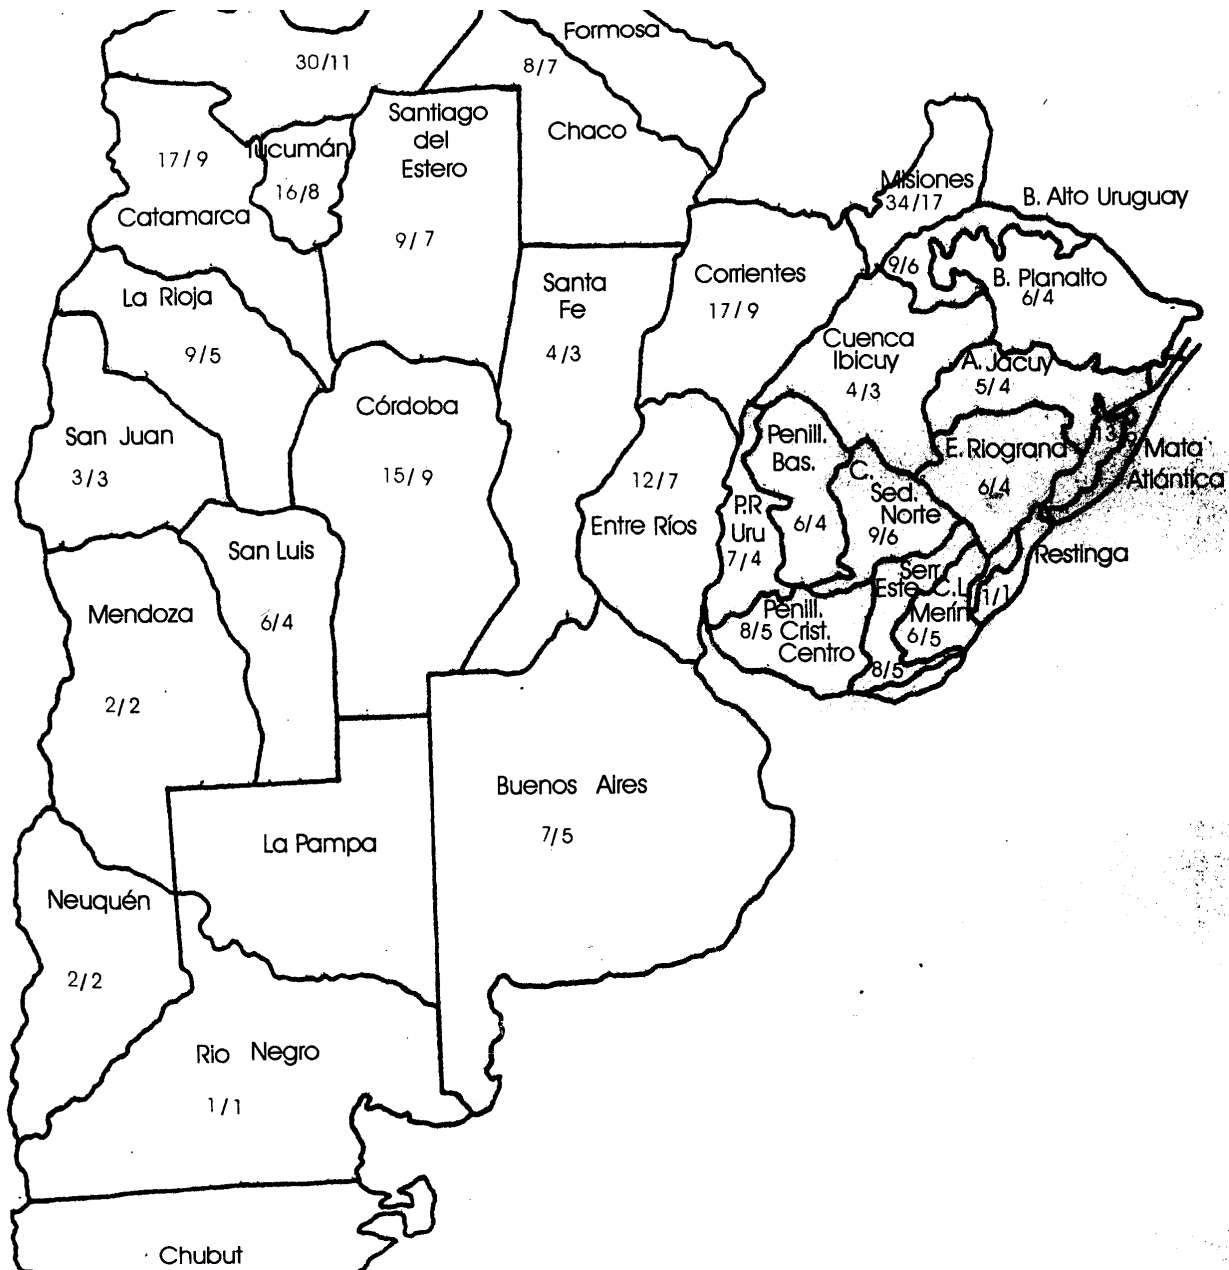 Formosa
30/11
8/7
Santiago
del
Estero
Chaco
Tucumán
17/9
16/8
Misiones
34/17
B. Alto Uruguay
Catamarca
9/7
9/6
Corrientes
B. Planalto
6/4
Santa
Fe
La Rioja
17/9
Cuenca
Ibicuy
9/5
4/3
A. Jacuy
5/4
4/3
Córdoba
San Juan
Penill.
Bas.
E. Riogrand
Mata
Atlántica
3/3
15/9
12/7
C.
Sed.
Norte
6/4
P.R
Uru
7/4
6/4
9/6
Entre Ríos
San Luis
Restinga
Serr.
Este
C.L.
Merín
1/1
Mendoza
6/4
Penill.
Crist.
Centro
8/5
6/5
8/5
2/2
Buenos Aires
7/5
La Pampa
Neuquén
2/2
Rio Negro
1/1
Chubut